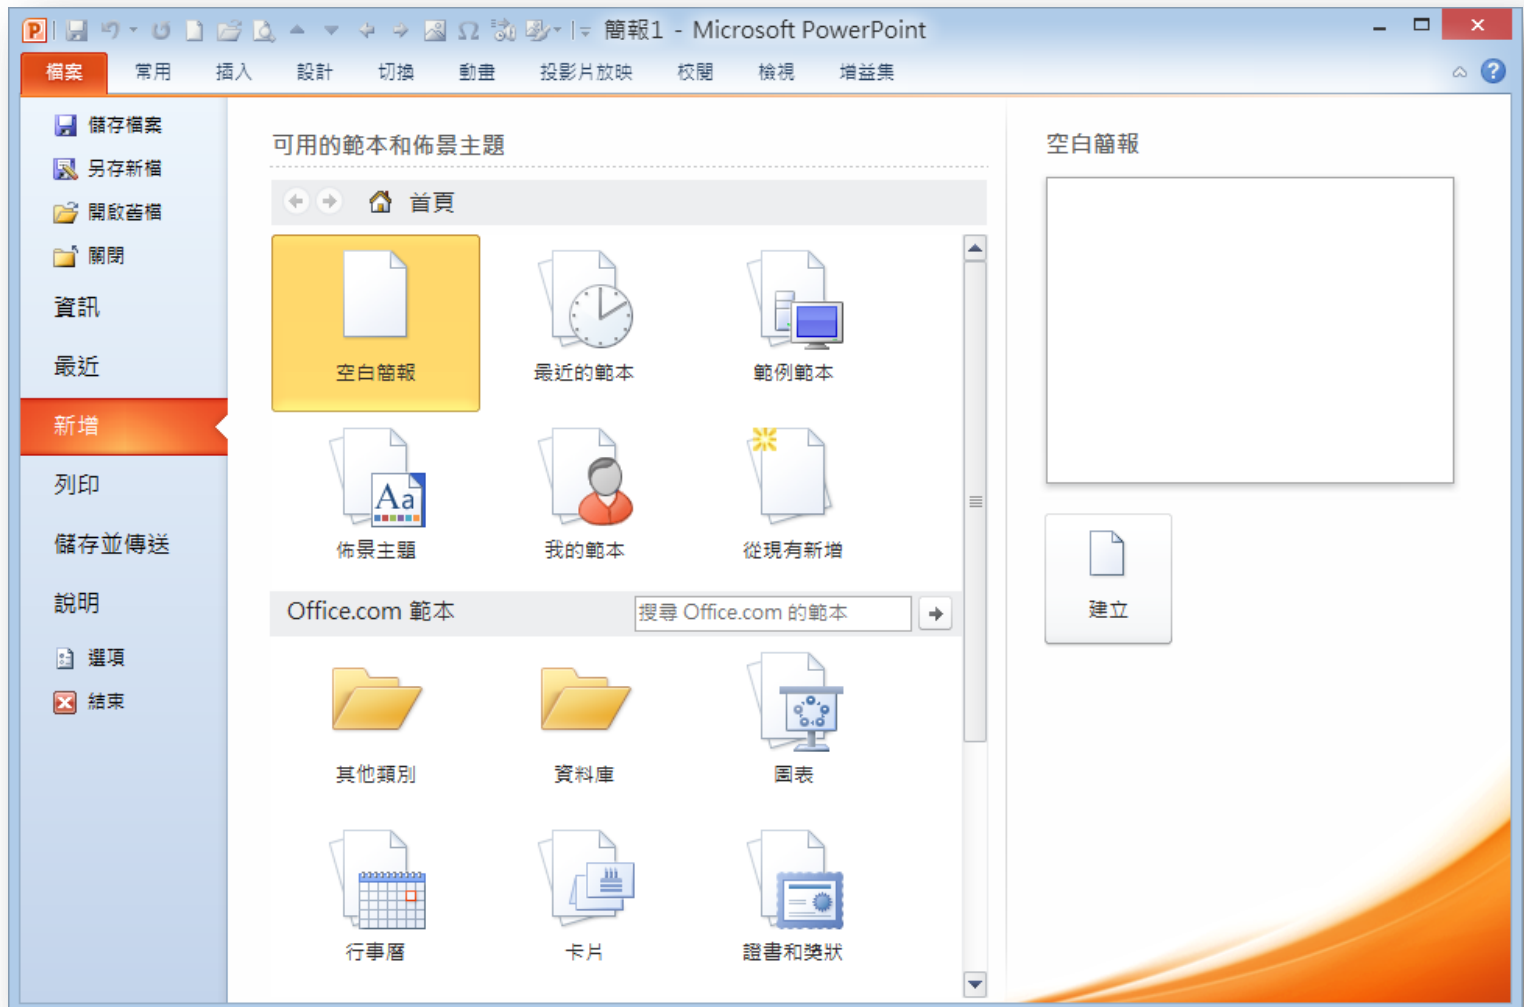 簡報1 - Microsoft PowerPoint
檔案 常用 插入 設計 切換 動畫 投影片放映 校閱 檢視 增益集
儲存檔案
另存新檔
開啟舊檔
關閉
資訊
最近
新增
列印
儲存並傳送
說明
選項
結束
可用的範本和佈景主題
首頁
空白簡報 最近的範本 範例範本
佈景主題 我的範本 從現有新增
Office.com 範本 搜尋 Office.com 的範本
其他類別 資料庫 圖表
行事曆 卡片 證書和獎狀
空白簡報
建立